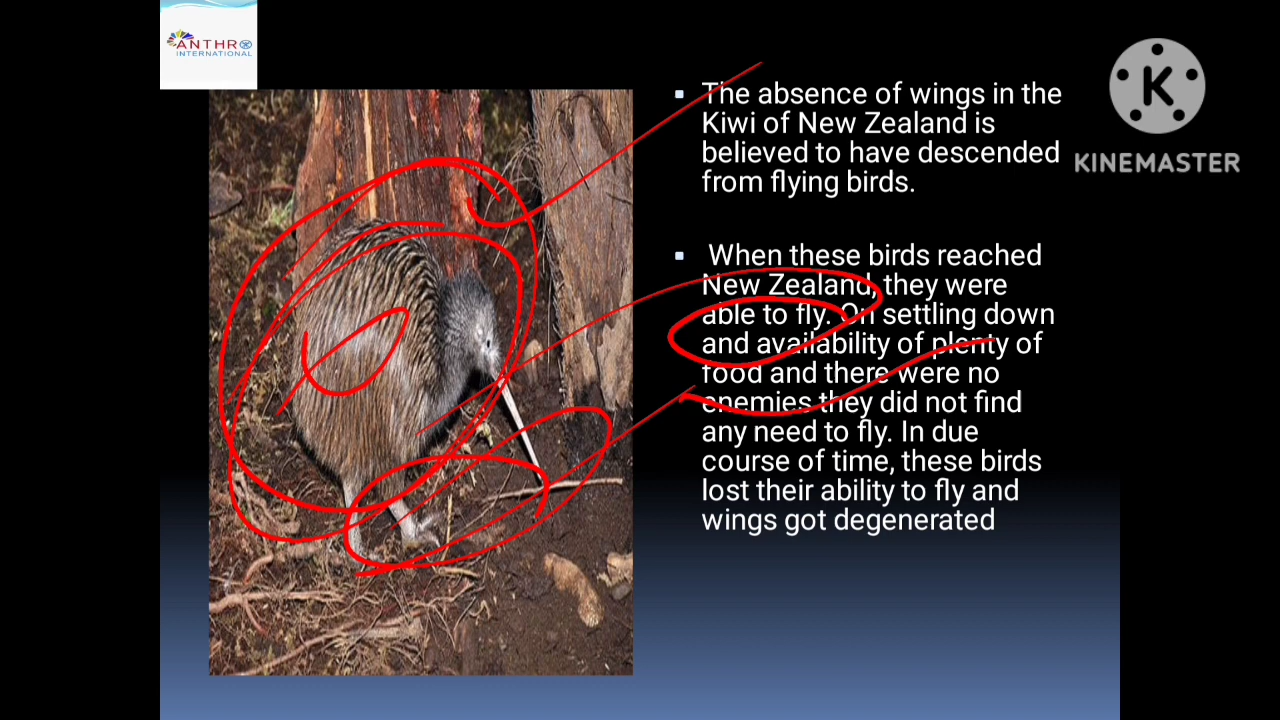 ANTHRO
INTERNATIONAL
The absence of wings in the
Kiwi of New Zealand is
believed to have descended
from flying birds.
When these birds reached
New Zealand, they were
able to fly. On settling down
and availability of plenty of
food and there were no
enemies they did not find
any need to fly. In due
course of time, these birds
lost their ability to fly and
wings got degenerated
K
KINEMASTER